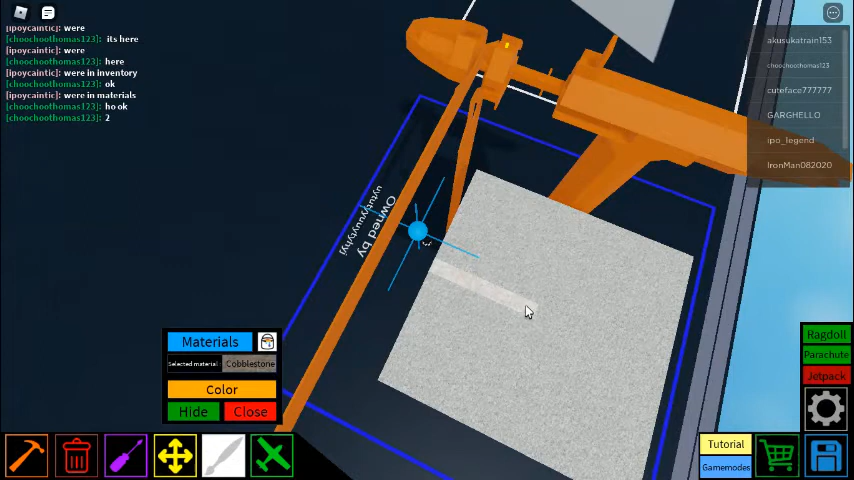 [ipoycaintic]: were
[choochoothomas123]: its here
[ipoycaintic]: were
[choochoothomas123]: here
[ipoycaintic]: were in inventory
[choochoothomas123]: ok
[ipoycaintic]: were in materials
[choochoothomas123]: ho ok
[choochoothomas123]: 2
akusukatrain153
choochoothomas123
cuteface777777
GARGHELLO
ipo_legend
IronMan082020
Owned by
Materials
Selected material:
Cobblestone
Color
Hide
Close
Ragdoll
Parachute
Jetpack
Tutorial
Gamemodes